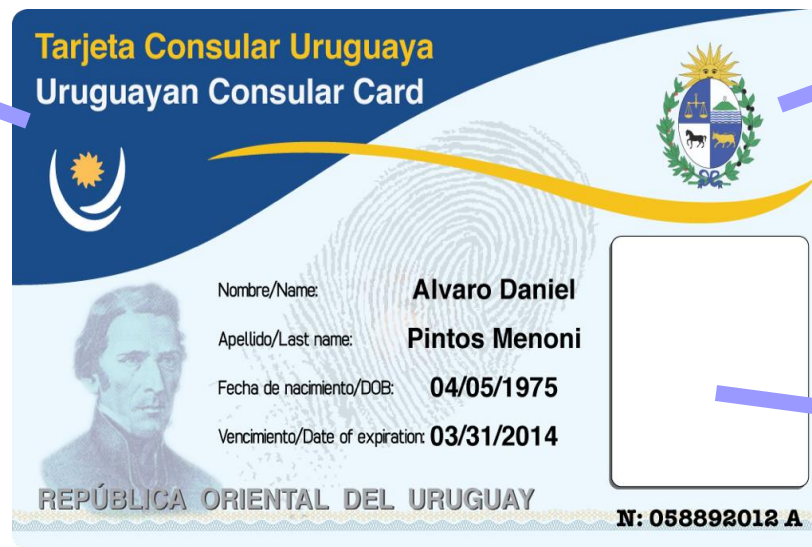 Tarjeta Consular Uruguaya
Uruguayan Consular Card
Nombre/Name: Alvaro Daniel
Apellido/Last name: Pintos Menoni
Fecha de nacimiento/DOB: 04/05/1975
Vencimiento/Date of expiration: 03/31/2014
REPÚBLICA ORIENTAL DEL URUGUAY
N: 058892012 A